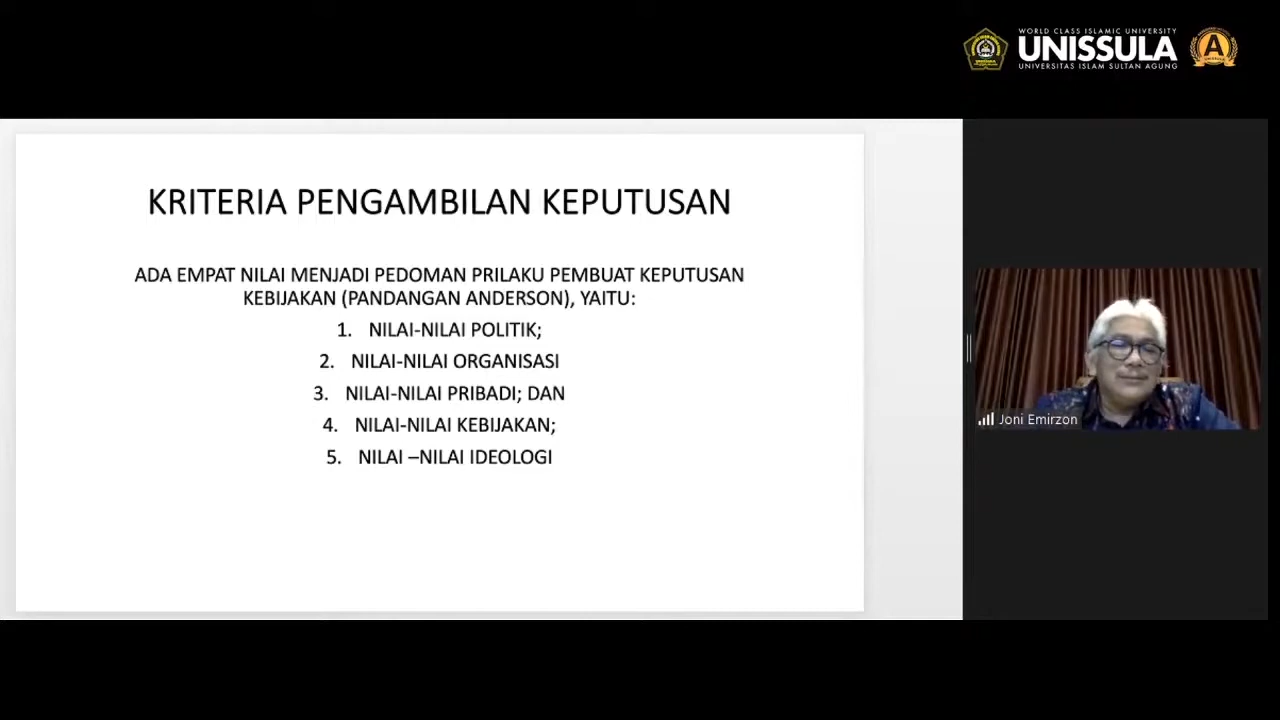 WORLD CLASS ISLAMIC UNIVERSITY
UNISSULA
UNIVERSITAS ISLAM SULTAN AGUNG
A
KRITERIA PENGAMBILAN KEPUTUSAN
ADA EMPAT NILAI MENJADI PEDOMAN PRILAKU PEMBUAT KEPUTUSAN
KEBIJAKAN (PANDANGAN ANDERSON), YAITU:
1. NILAI-NILAI POLITIK;
2. NILAI-NILAI ORGANISASI
3. NILAI-NILAI PRIBADI; DAN
4. NILAI-NILAI KEBIJAKAN;
5. NILAI –NILAI IDEOLOGI
Joni Emirzon